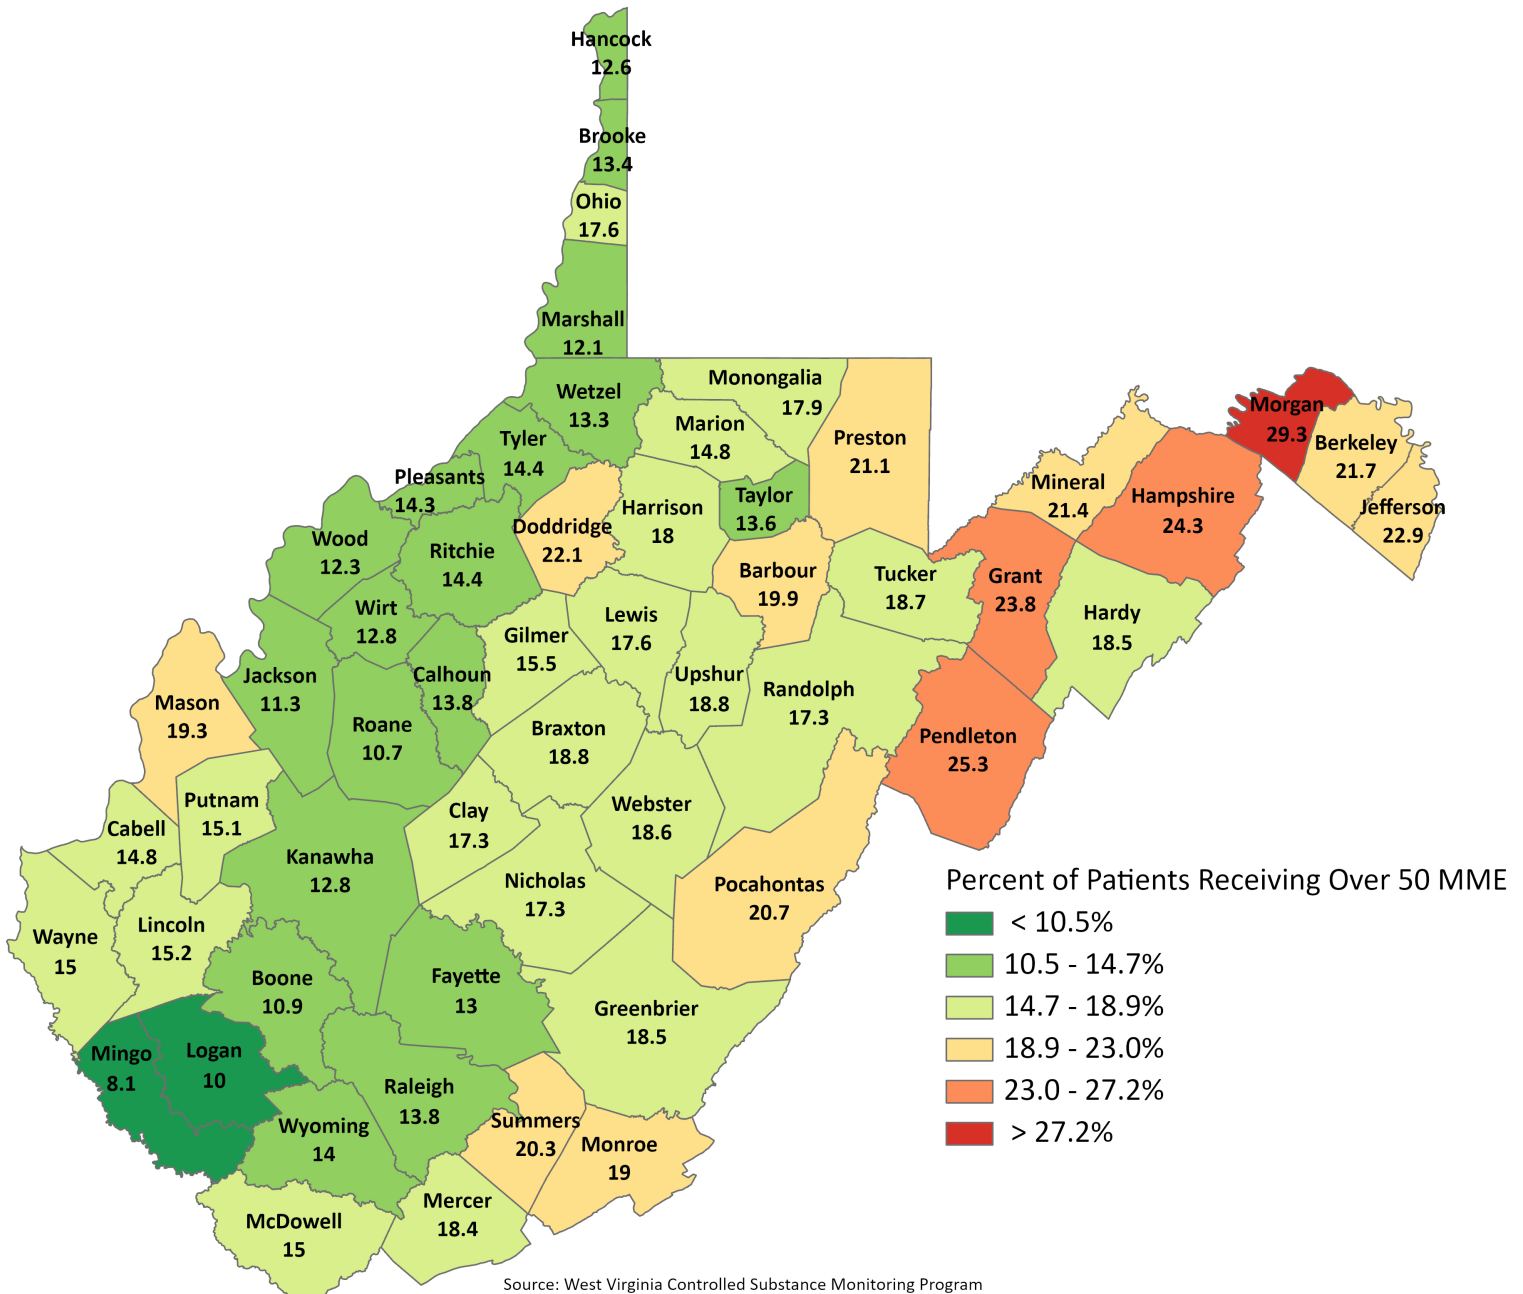 Hancock
12.6
Brooke
13.4
Ohio
17.6
Marshall
12.1
Wetzel
13.3
Monongalia
17.9
Marion
14.8
Preston
21.1
Tyler
14.4
Pleasants
14.3
Doddridge
22.1
Harrison
18
Taylor
13.6
Morgan
29.3
Berkeley
21.7
Jefferson
22.9
Mineral
21.4
Hampshire
24.3
Wood
12.3
Ritchie
14.4
Barbour
19.9
Tucker
18.7
Grant
23.8
Hardy
18.5
Wirt
12.8
Gilmer
15.5
Lewis
17.6
Upshur
18.8
Randolph
17.3
Jackson
11.3
Calhoun
13.8
Mason
19.3
Roane
10.7
Braxton
18.8
Pendleton
25.3
Putnam
15.1
Clay
17.3
Webster
18.6
Cabell
14.8
Kanawha
12.8
Nicholas
17.3
Pocahontas
20.7
Wayne
15
Lincoln
15.2
Boone
10.9
Fayette
13
Greenbrier
18.5
Mingo
8.1
Logan
10
Raleigh
13.8
Wyoming
14
Summers
20.3
Monroe
19
McDowell
15
Mercer
18.4
Percent of Patients Receiving Over 50 MME
< 10.5%
10.5 - 14.7%
14.7 - 18.9%
18.9 - 23.0%
23.0 - 27.2%
> 27.2%
Source: West Virginia Controlled Substance Monitoring Program